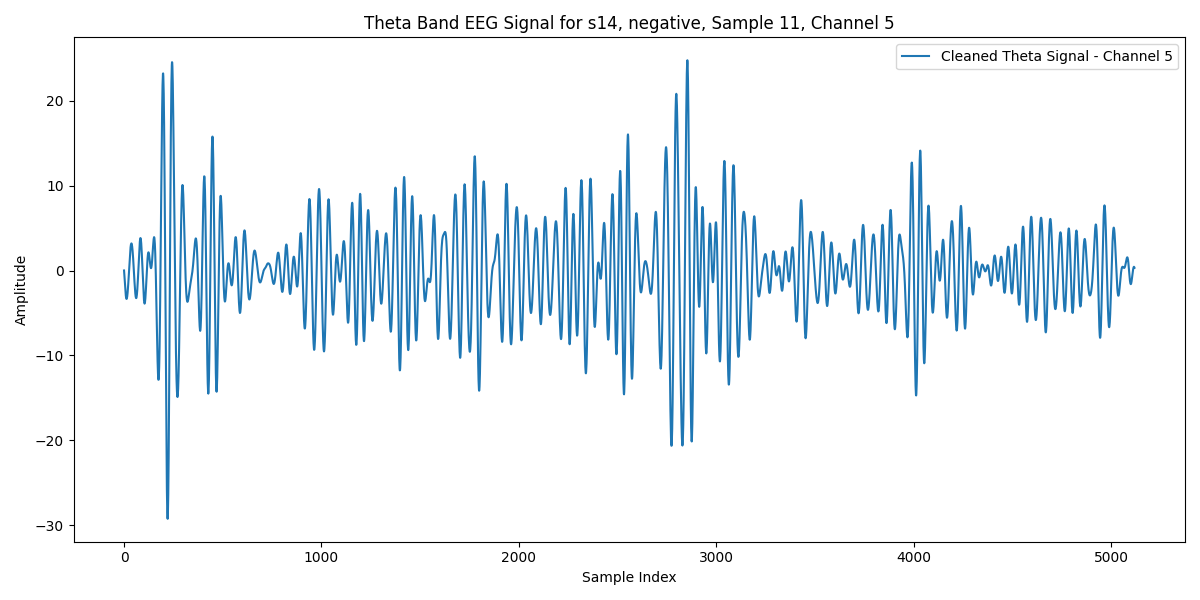 Theta Band EEG Signal for s14, negative, Sample 11, Channel 5
Cleaned Theta Signal - Channel 5
Amplitude
20
10
0
−10
−20
−30
0 1000 2000 3000 4000 5000
Sample Index